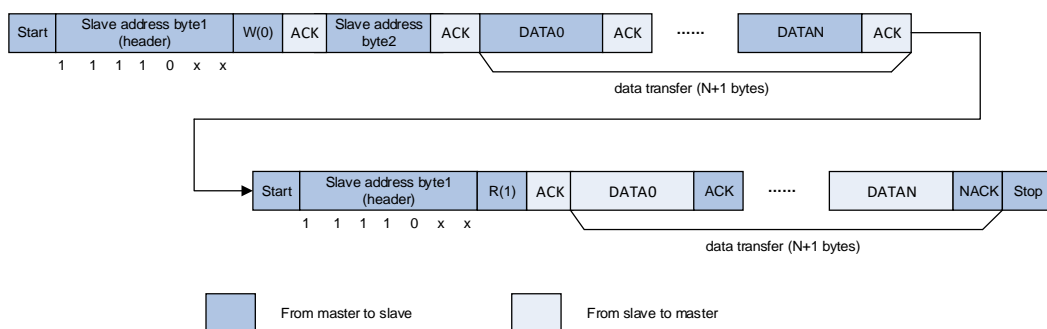 Start Slave address byte1 (header) W(0) ACK Slave address byte2 ACK DATA0 ACK ...... DATAN ACK
1 1 1 1 0 x x
data transfer (N+1 bytes)
Start Slave address byte1 (header) R(1) ACK DATA0 ACK ...... DATAN NACK Stop
1 1 1 1 0 x x
data transfer (N+1 bytes)
From master to slave From slave to master